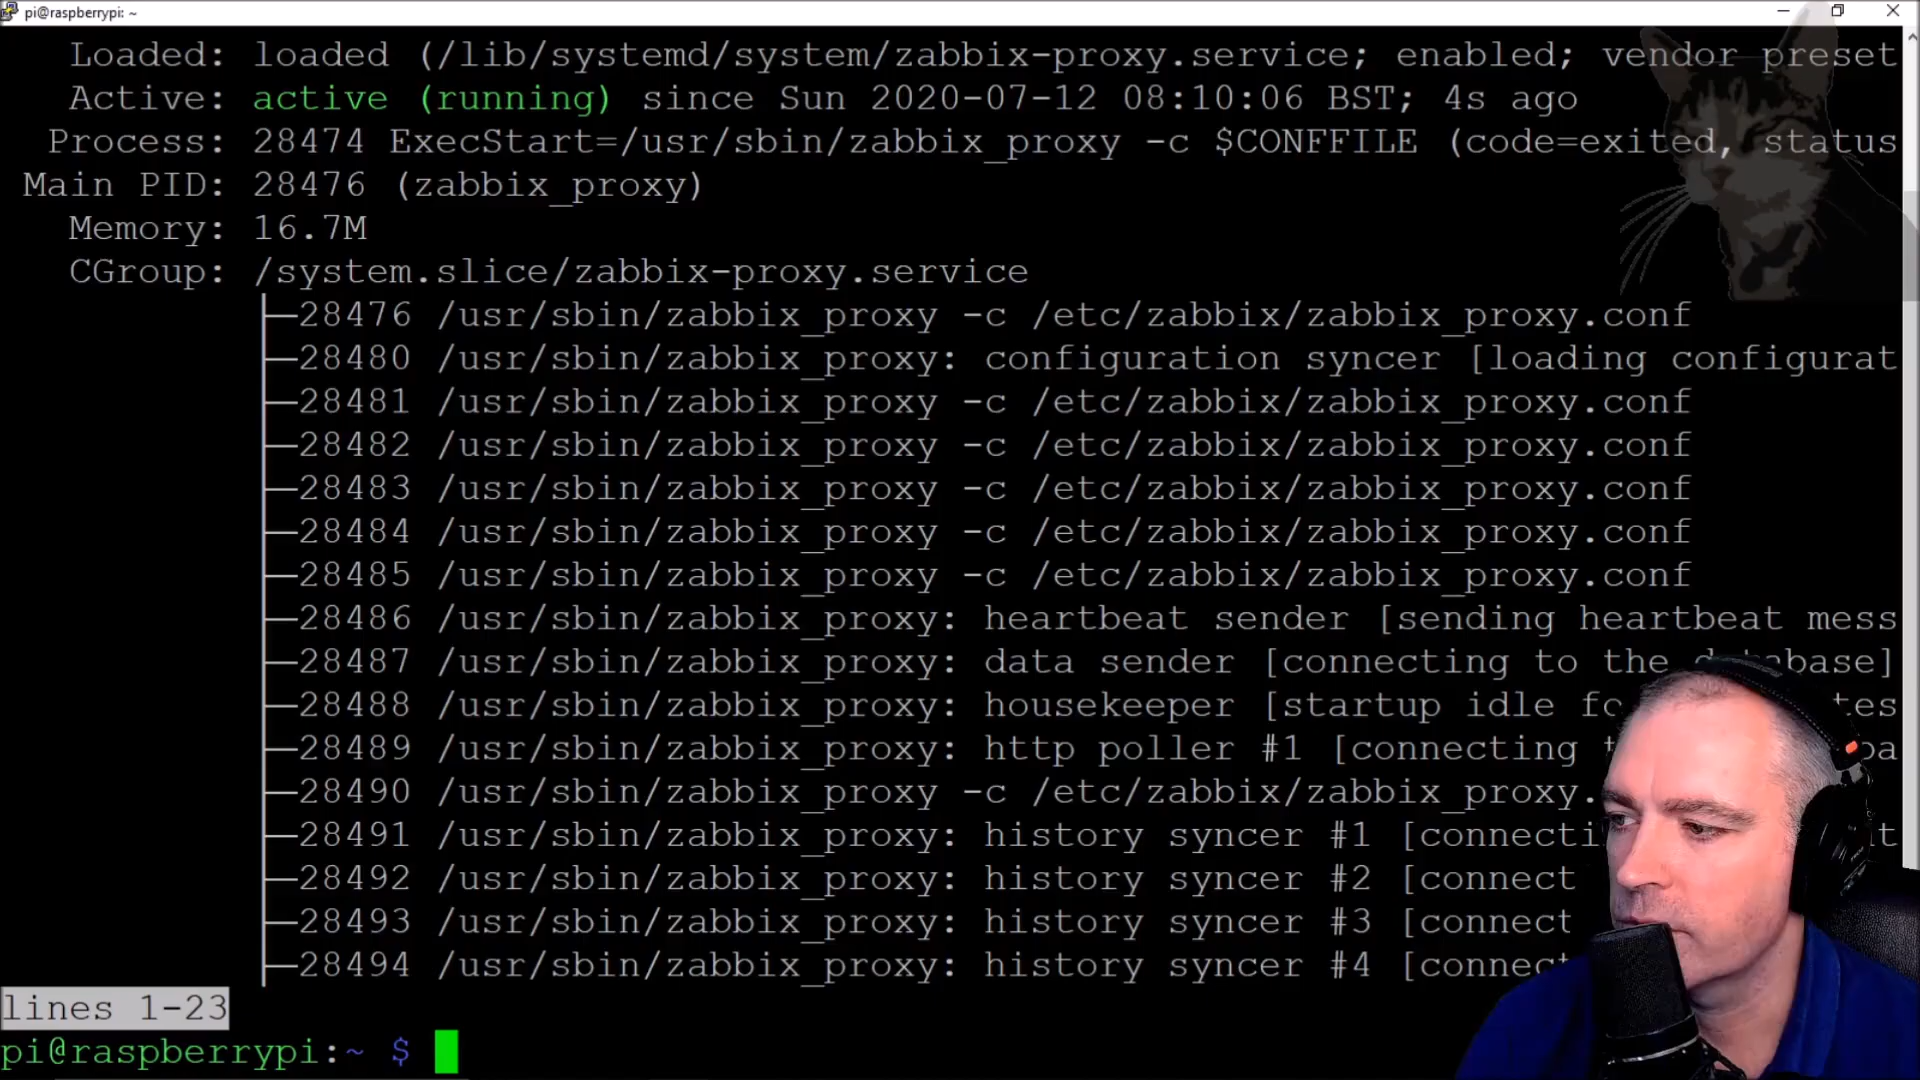 pi@raspberrypi: ~
Loaded: loaded (/lib/systemd/system/zabbix-proxy.service; enabled; vendor preset
Active: active (running) since Sun 2020-07-12 08:10:06 BST; 4s ago
Process: 28474 ExecStart=/usr/sbin/zabbix_proxy -c $CONFFILE (code=exited, status
Main PID: 28476 (zabbix_proxy)
Memory: 16.7M
CGroup: /system.slice/zabbix-proxy.service
├─28476 /usr/sbin/zabbix_proxy -c /etc/zabbix/zabbix_proxy.conf
├─28480 /usr/sbin/zabbix_proxy: configuration syncer [loading configurat
├─28481 /usr/sbin/zabbix_proxy -c /etc/zabbix/zabbix_proxy.conf
├─28482 /usr/sbin/zabbix_proxy -c /etc/zabbix/zabbix_proxy.conf
├─28483 /usr/sbin/zabbix_proxy -c /etc/zabbix/zabbix_proxy.conf
├─28484 /usr/sbin/zabbix_proxy -c /etc/zabbix/zabbix_proxy.conf
├─28485 /usr/sbin/zabbix_proxy -c /etc/zabbix/zabbix_proxy.conf
├─28486 /usr/sbin/zabbix_proxy: heartbeat sender [sending heartbeat mess
├─28487 /usr/sbin/zabbix_proxy: data sender [connecting to the database]
├─28488 /usr/sbin/zabbix_proxy: housekeeper [startup idle
├─28489 /usr/sbin/zabbix_proxy: http poller #1 [connecting
├─28490 /usr/sbin/zabbix_proxy -c /etc/zabbix/zabbix_proxy.
├─28491 /usr/sbin/zabbix_proxy: history syncer #1 [connecti
├─28492 /usr/sbin/zabbix_proxy: history syncer #2 [connect
├─28493 /usr/sbin/zabbix_proxy: history syncer #3 [connect
├─28494 /usr/sbin/zabbix_proxy: history syncer #4 [connect
lines 1-23
pi@raspberrypi:~ $